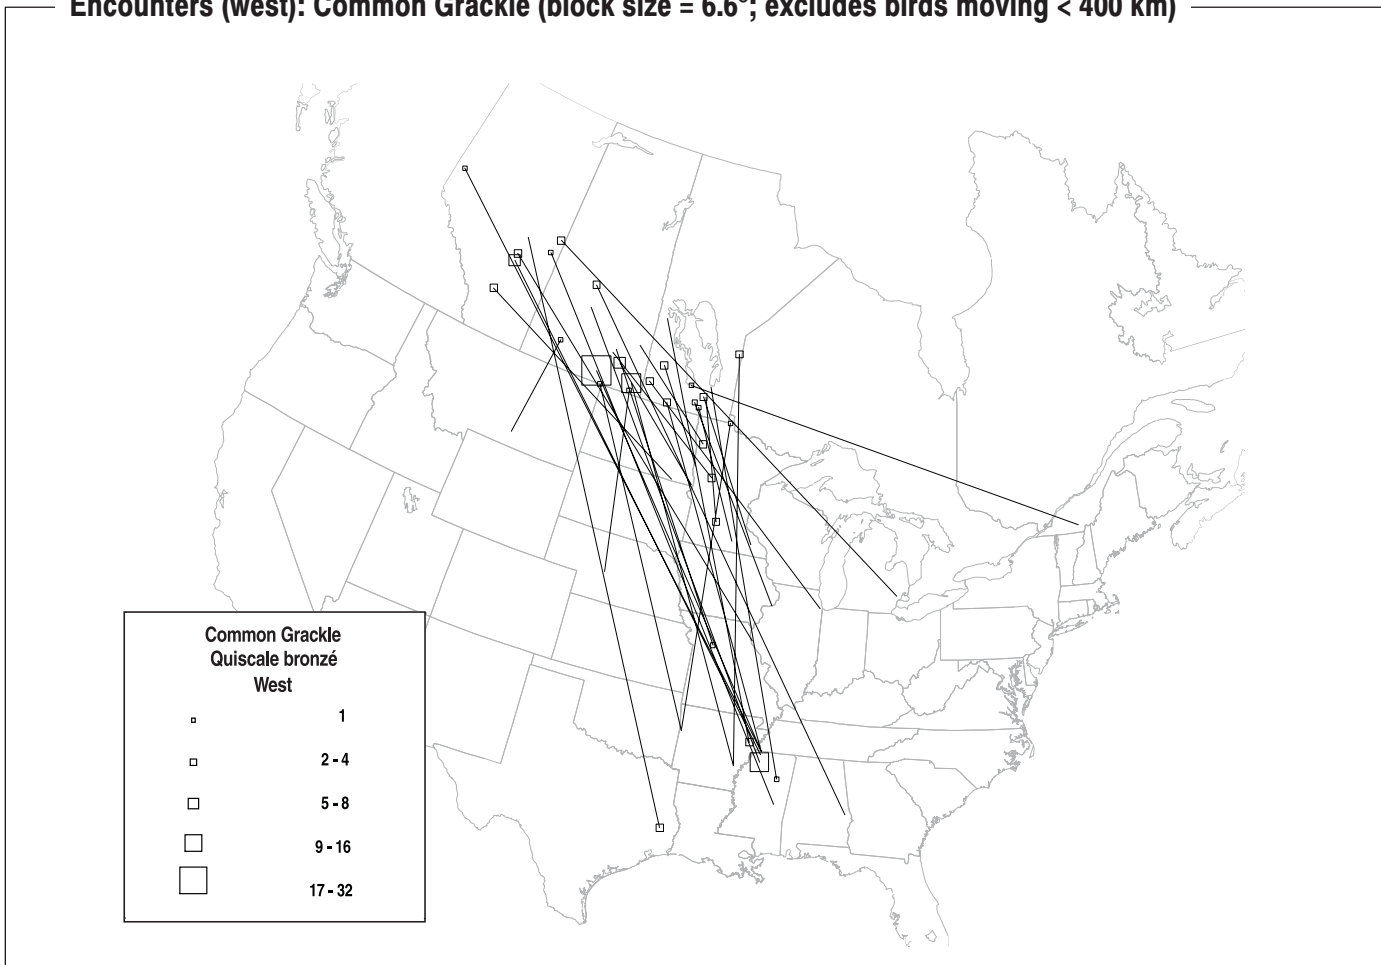 Encounters (west): Common Grackle (block size = 6.6°; excludes birds moving < 400 km)
Common Grackle
Quiscale bronzé
West
1
2 - 4
5 - 8
9 - 16
17 - 32